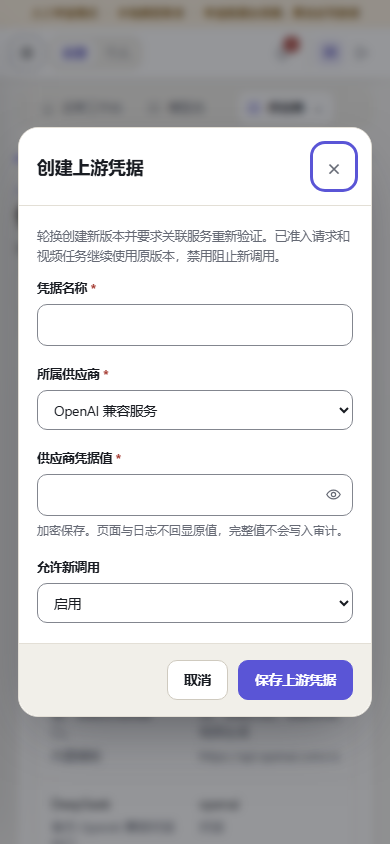 创建上游凭据
轮换创建新版本并要求关联服务重新验证。已准入请求和
视频任务继续使用原版本，禁用阻止新调用。
凭据名称 *
所属供应商 *
OpenAI 兼容服务
供应商凭据值 *
加密保存。页面与日志不回显原值，完整值不会写入审计。
允许新调用
启用
取消
保存上游凭据